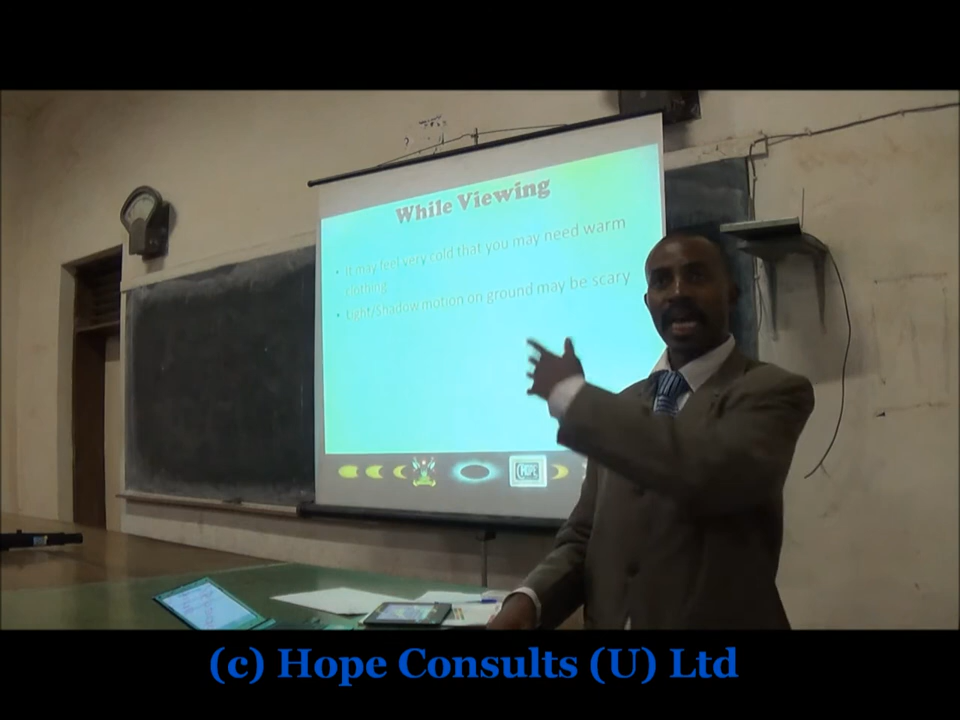 While Viewing
• It may feel very cold that you may need warm
clothing
• Light/Shadow motion on ground may be scary
HOPE
(c) Hope Consults (U) Ltd